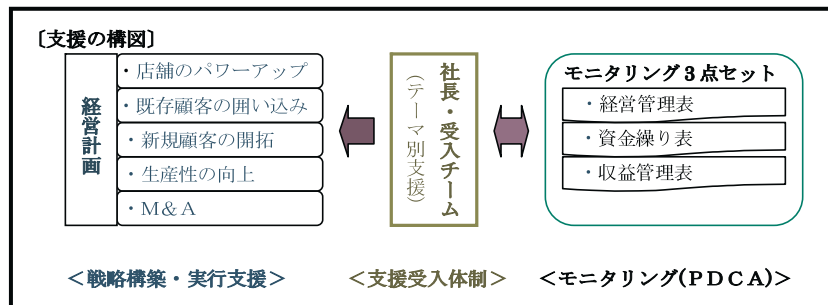 〔支援の構図〕
経営計画
・店舗のパワーアップ
・既存顧客の囲い込み
・新規顧客の開拓
・生産性の向上
・M&A
社長・受入チーム
(テーマ別支援)
モニタリング3点セット
・経営管理表
・資金繰り表
・収益管理表
＜戦略構築・実行支援＞
＜支援受入体制＞
＜モニタリング(PDCA)＞